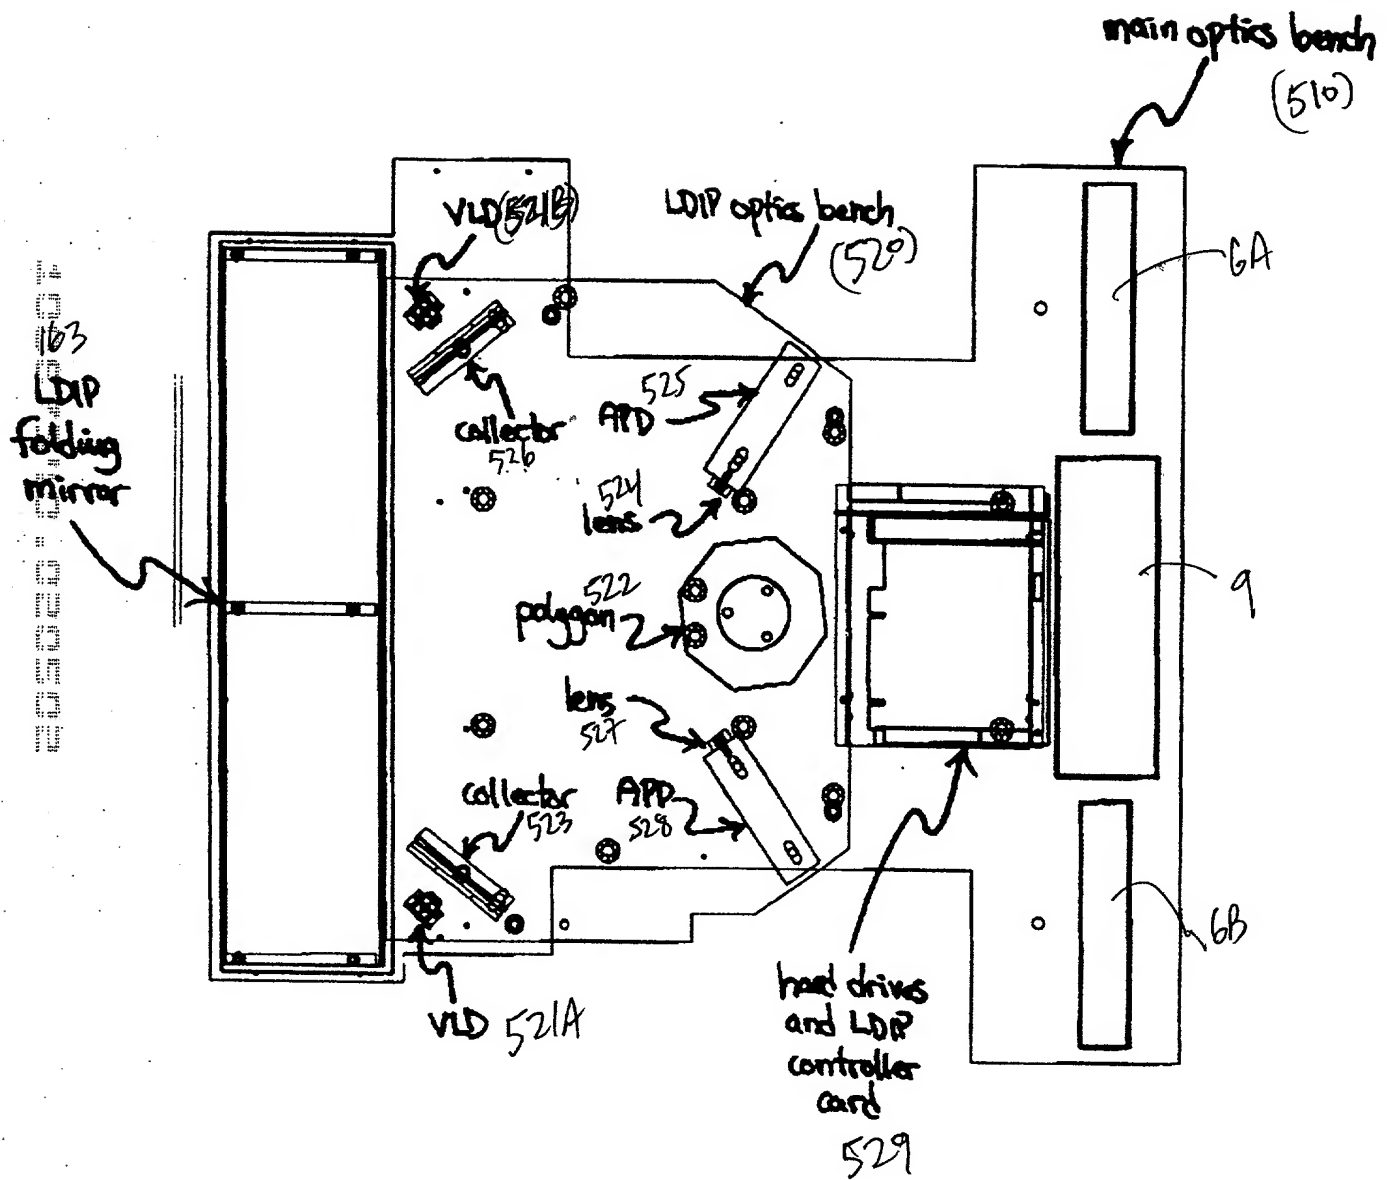 main optics bench
(510)
VLD (521B)
LDIP optics bench
(520)
6A
163
LDIP
folding
mirror
525
APD
collector
526
524
lens
522
polygon
9
lens
527
collector
523
APD
528
6B
VLD 521A
hard drives
and LDIP
controller
card
529